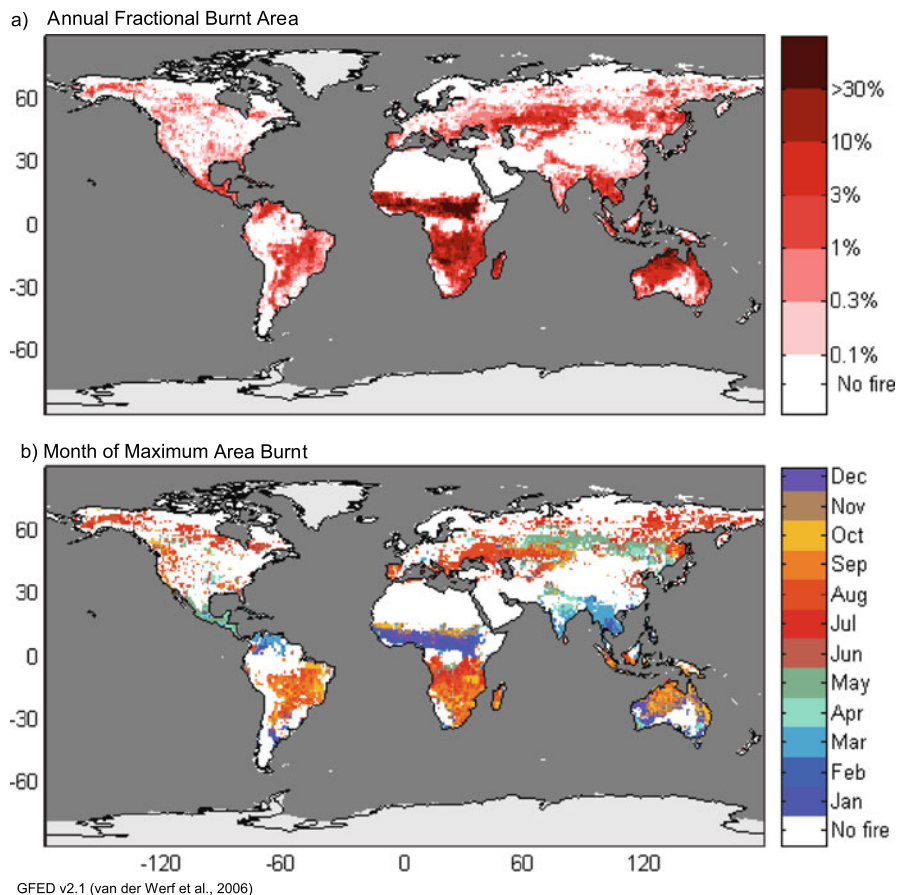 a) Annual Fractional Burnt Area
60
30
0
-30
-60
>30%
10%
3%
1%
0.3%
0.1%
No fire
b) Month of Maximum Area Burnt
60
30
0
-30
-60
-120 -60 0 60 120
Dec
Nov
Oct
Sep
Aug
Jul
Jun
May
Apr
Mar
Feb
Jan
No fire
GFED v2.1 (van der Werf et al., 2006)